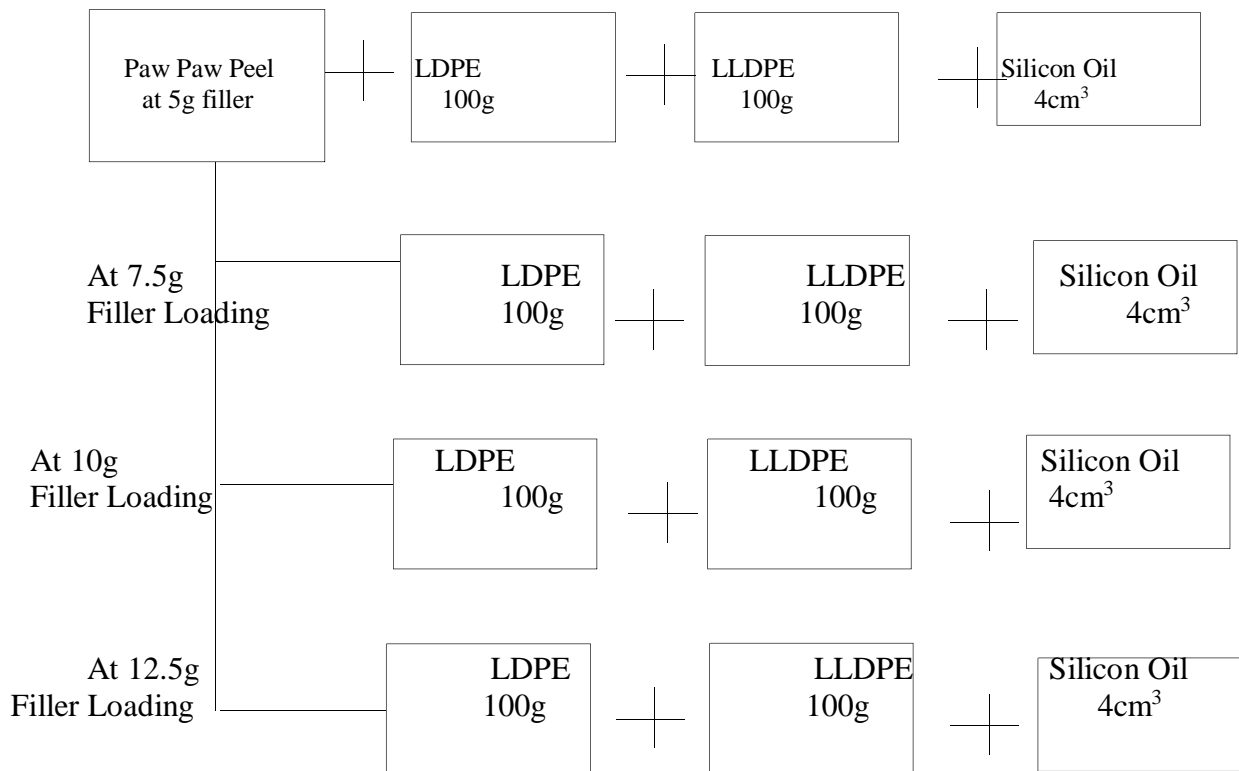 Paw Paw Peel
at 5g filler
LDPE
100g
LLDPE
100g
Silicon Oil
4cm³
At 7.5g
Filler Loading
LDPE
100g
LLDPE
100g
Silicon Oil
4cm³
At 10g
Filler Loading
LDPE
100g
LLDPE
100g
Silicon Oil
4cm³
At 12.5g
Filler Loading
LDPE
100g
LLDPE
100g
Silicon Oil
4cm³